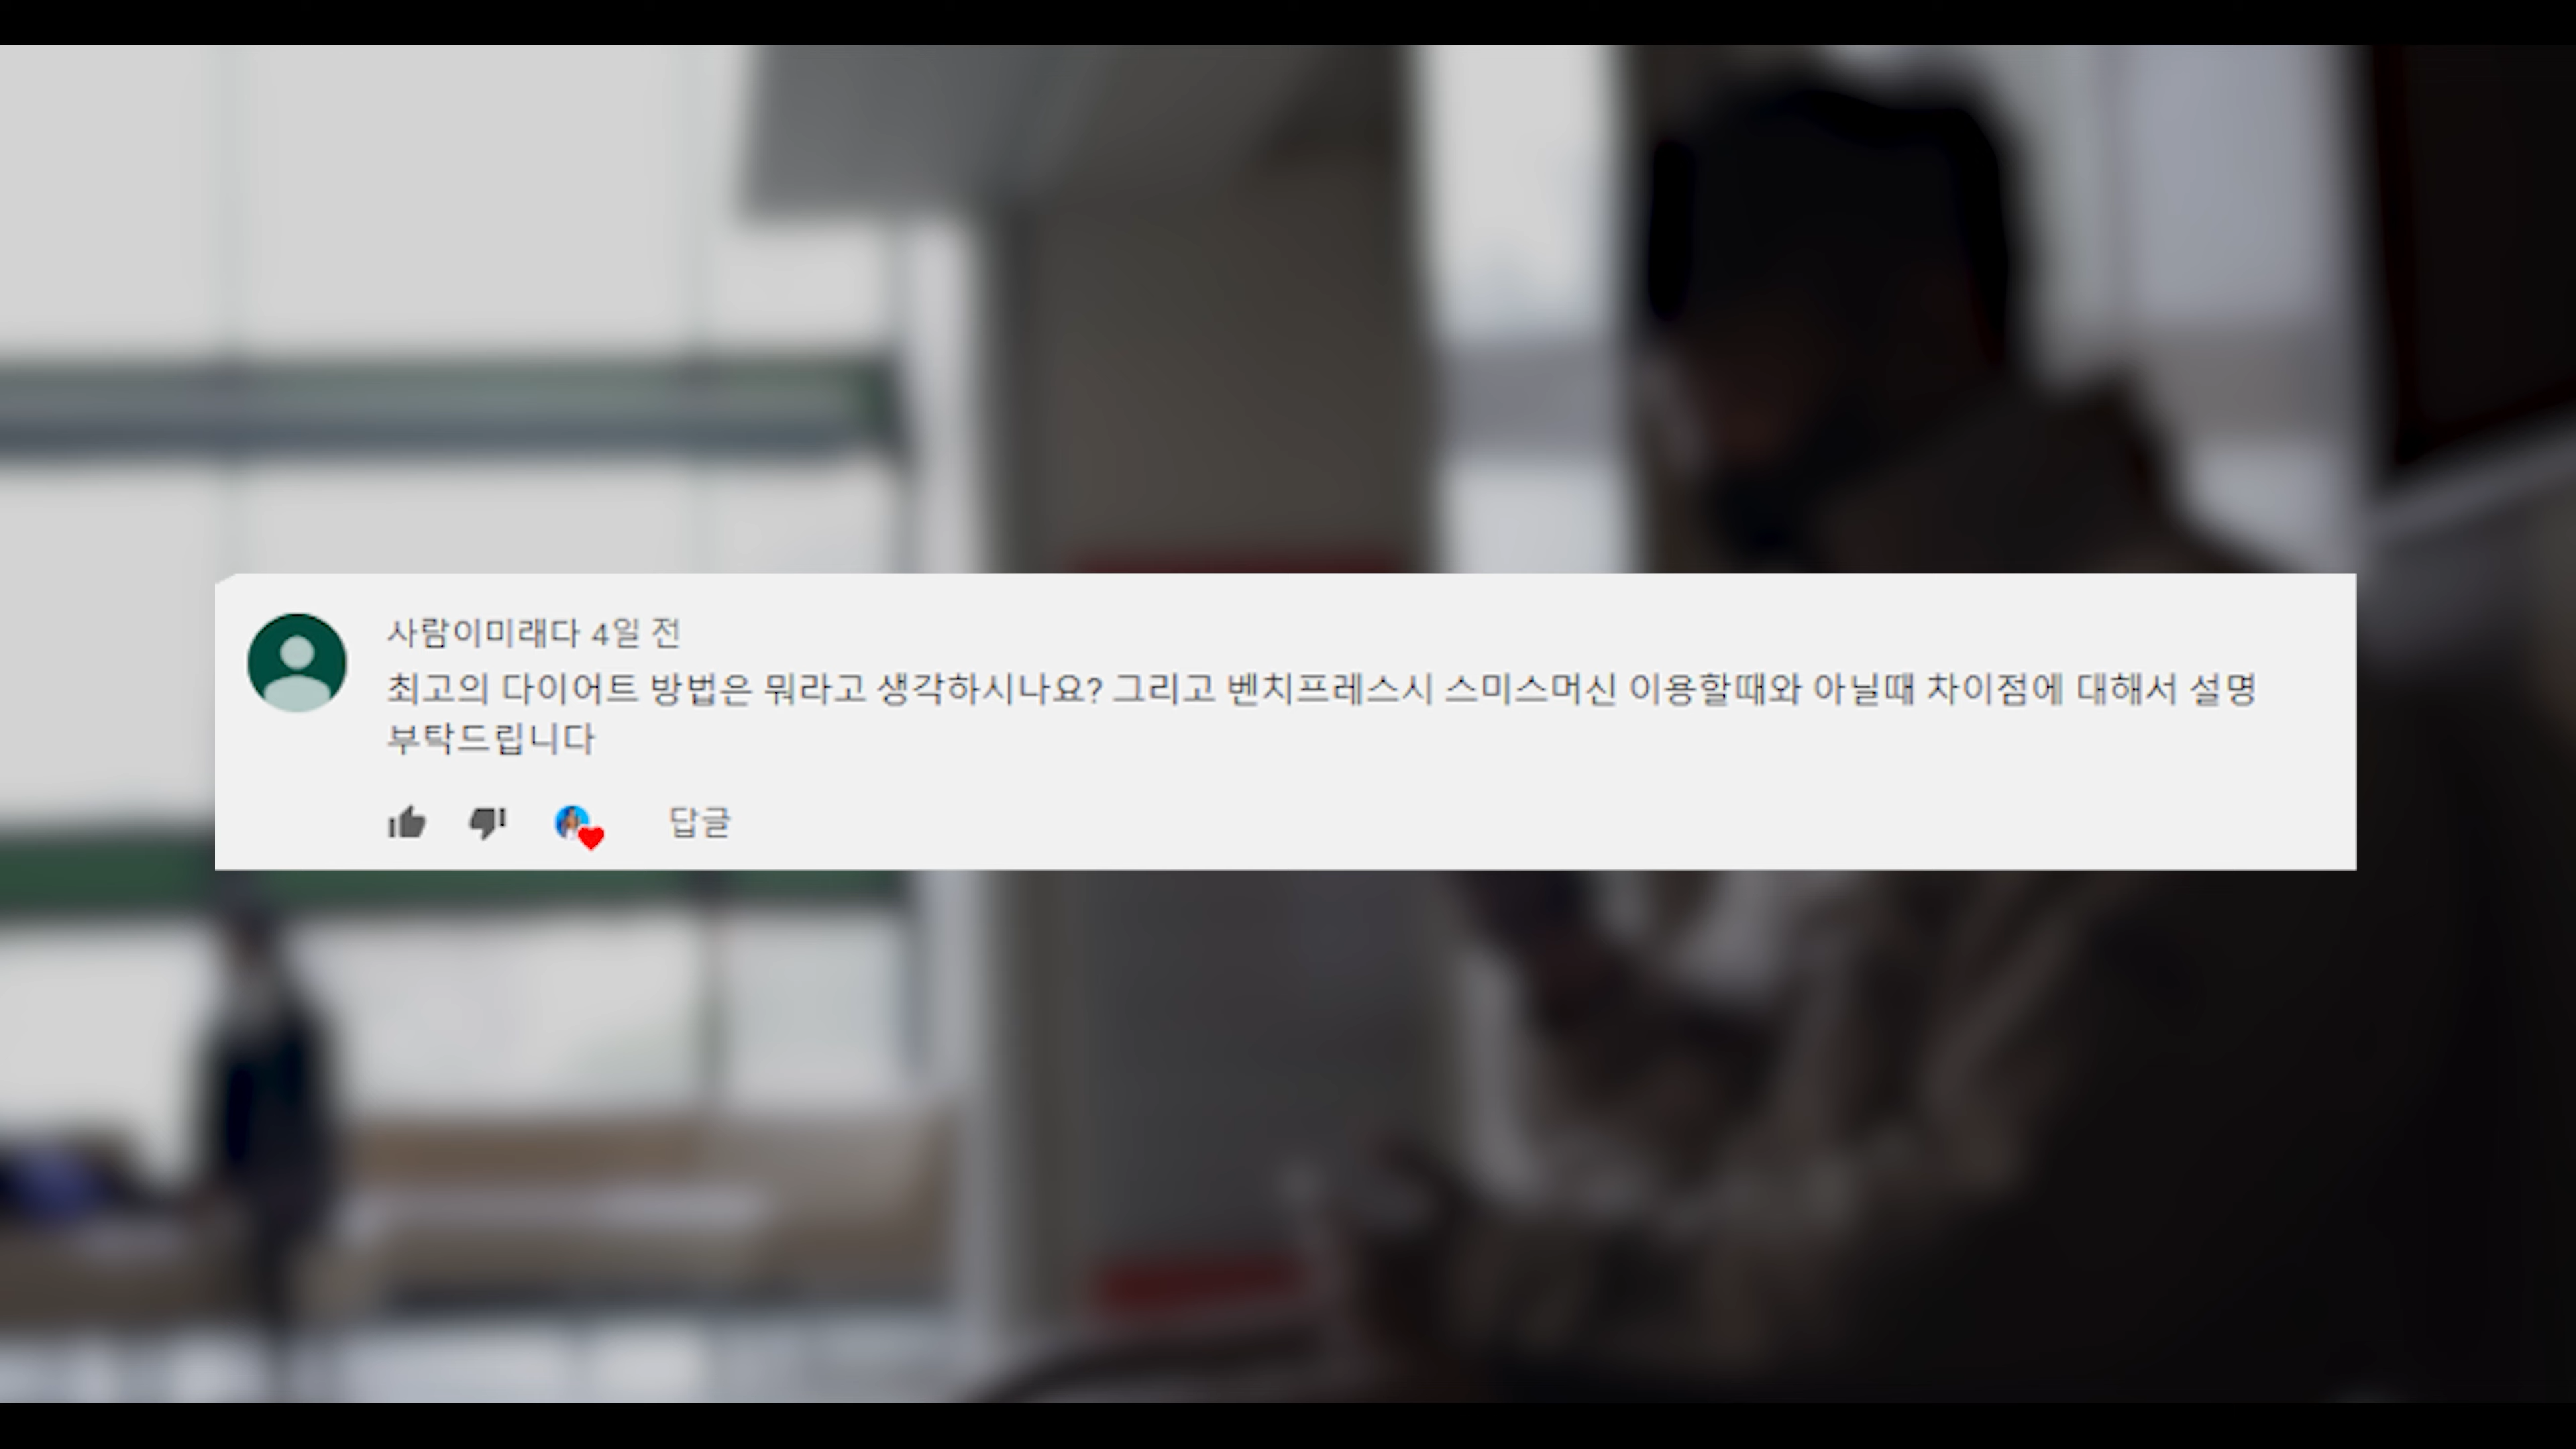 사람이미래다 4일 전
최고의 다이어트 방법은 뭐라고 생각하시나요? 그리고 벤치프레스시 스미스머신 이용할때와 아닐때 차이점에 대해서 설명
부탁드립니다
답글